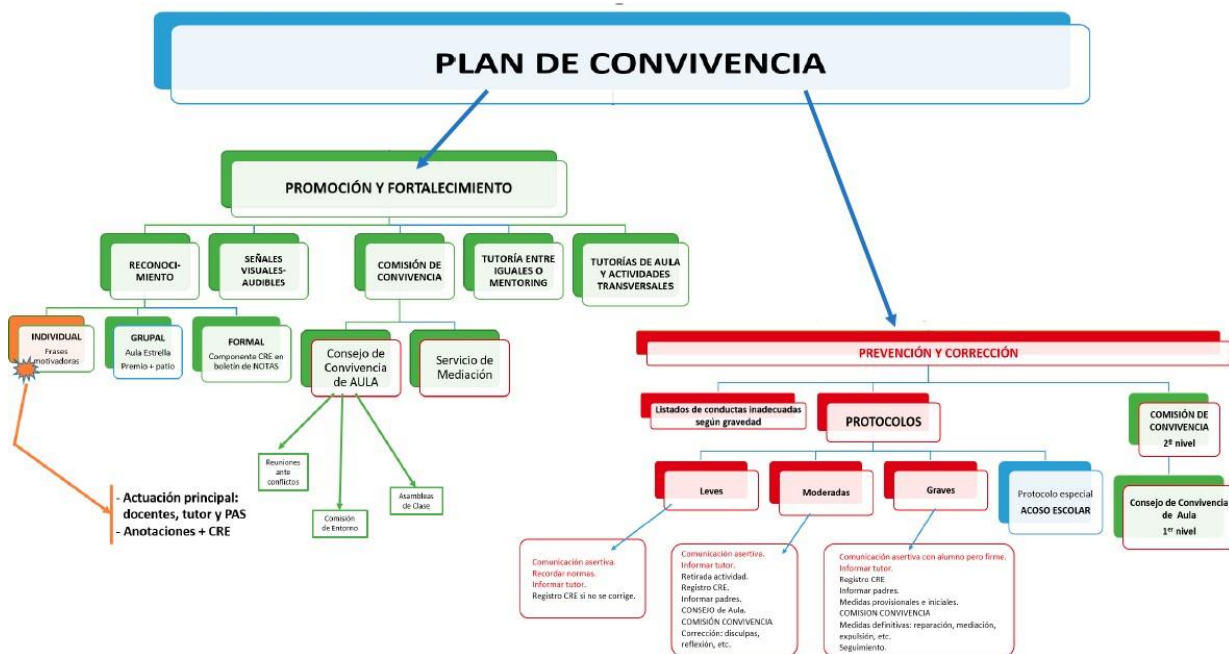 PLAN DE CONVIVENCIA
PROMOCIÓN Y FORTALECIMIENTO
RECONOCI-
MIENTO
SEÑALES
VISUALES-
AUDIBLES
COMISIÓN DE
CONVIVENCIA
TUTORÍA ENTRE
IGUALES O
MENTORING
TUTORÍAS DE AULA
Y ACTIVIDADES
TRANSVERSALES
INDIVIDUAL
Frases
motivadoras
GRUPAL
Aula Estrella
Premio + patio
FORMAL
Componente CRE en
boletín de NOTAS
Consejo de
Convivencia
de AULA
Servicio de
Mediación
Reuniones
ante
conflictos
Comisión
de Entorno
Asambleas
de Clase
- Actuación principal:
docentes, tutor y PAS
- Anotaciones + CRE
PREVENCIÓN Y CORRECCIÓN
Listados de conductas inadecuadas
según gravedad
PROTOCOLOS
COMISIÓN DE
CONVIVENCIA
2º nivel
Leves
Moderadas
Graves
Protocolo especial
ACOSO ESCOLAR
Consejo de Convivencia
de Aula
1er nivel
Comunicación asertiva.
Recordar normas.
Informar tutor.
Registro CRE si no se corrige.
Comunicación asertiva.
Informar tutor.
Retirada actividad.
Registro CRE.
Informar padres.
CONSEJO de Aula.
COMISIÓN CONVIVENCIA
Corrección: disculpas,
reflexión, etc.
Comunicación asertiva con alumno pero firme.
Informar tutor.
Registro CRE
Informar padres.
Medidas provisionales e iniciales.
COMISION CONVIVENCIA
Medidas definitivas: reparación, mediación,
expulsión, etc.
Seguimiento.